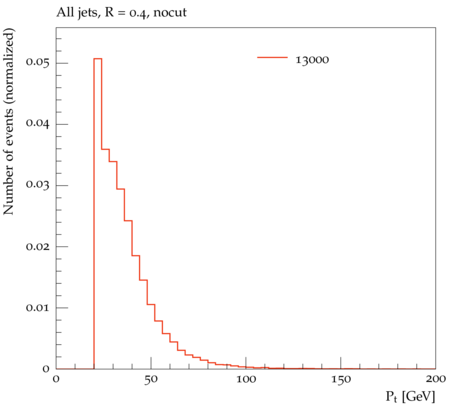 All jets, R = 0.4, nocut
Number of events (normalized)
13000
0.05
0.04
0.03
0.02
0.01
0
0 50 100 150 200
Pt [GeV]